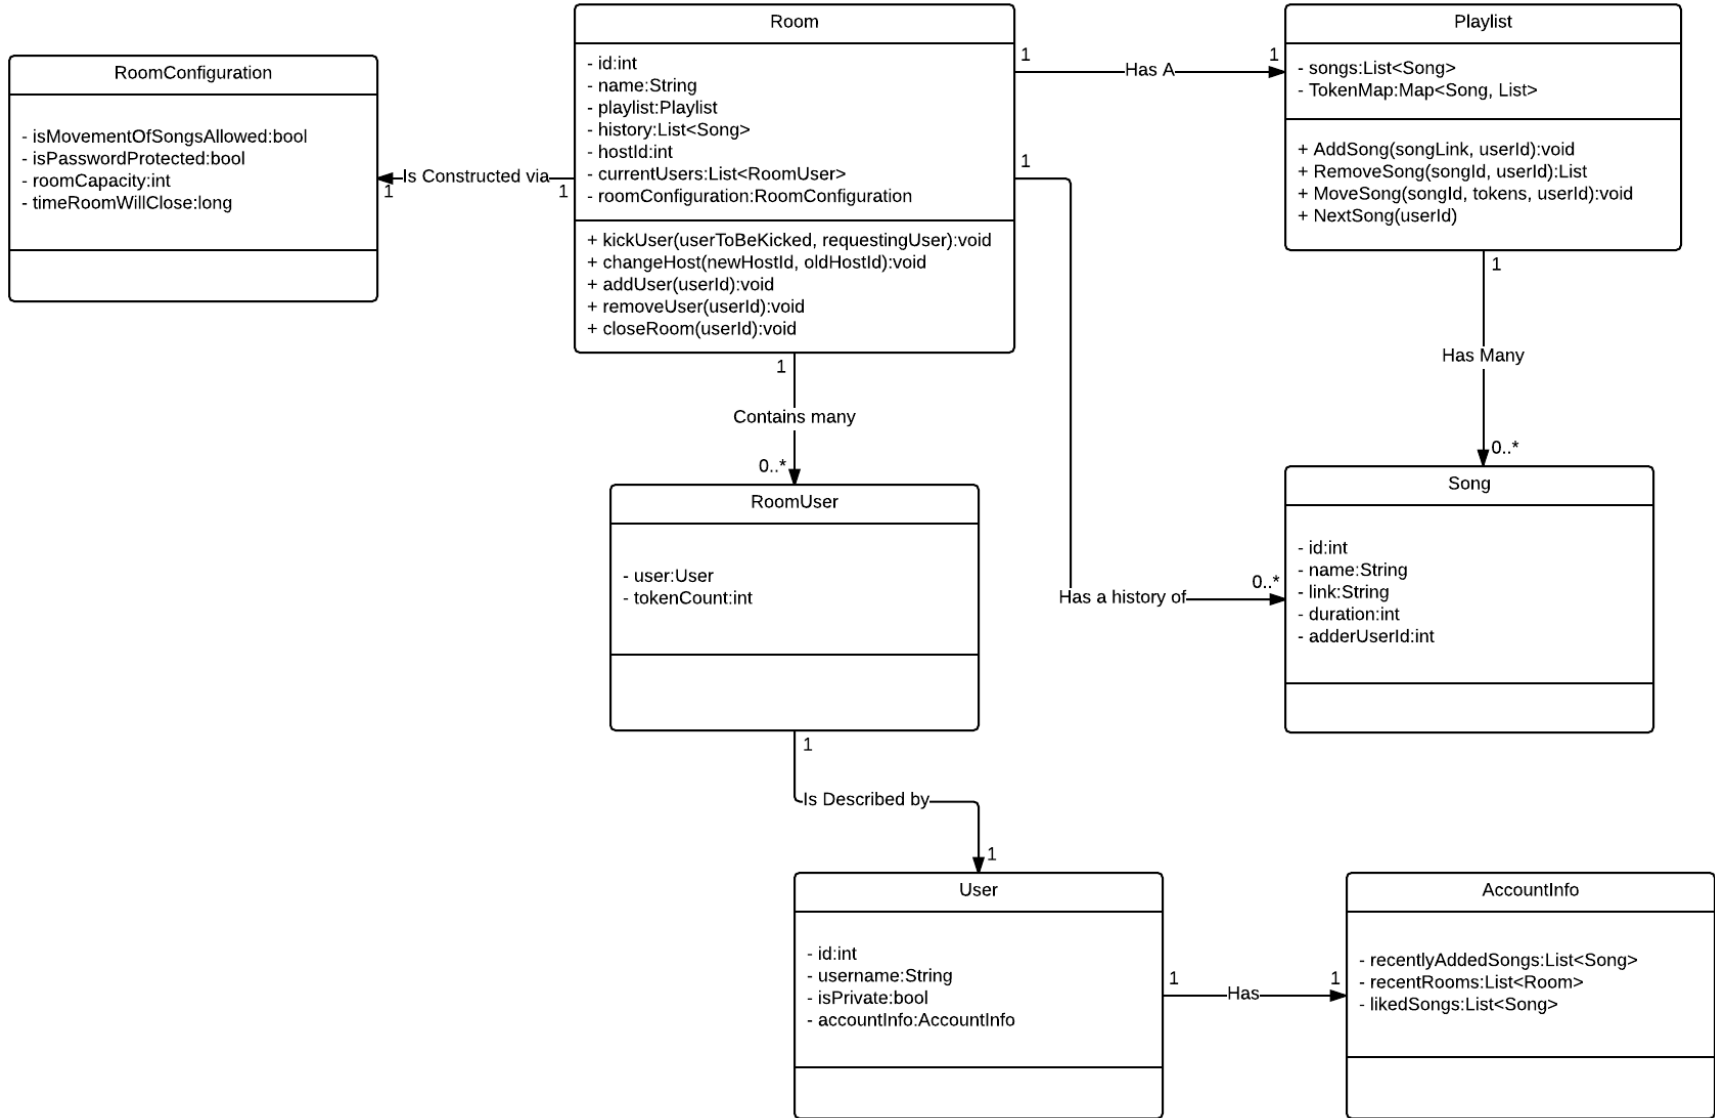 Room
- id:int
- name:String
- playlist:Playlist
- history:List<Song>
- hostId:int
- currentUsers:List<RoomUser>
- roomConfiguration:RoomConfiguration
+ kickUser(userToBeKicked, requestingUser):void
+ changeHost(newHostId, oldHostId):void
+ addUser(userId):void
+ removeUser(userId):void
+ closeRoom(userId):void
Playlist
- songs:List<Song>
- TokenMap:Map<Song, List>
+ AddSong(songLink, userId):void
+ RemoveSong(songId, userId):List
+ MoveSong(songId, tokens, userId):void
+ NextSong(userId)
RoomConfiguration
- isMovementOfSongsAllowed:bool
- isPasswordProtected:bool
- roomCapacity:int
- timeRoomWillClose:long
1
Has A
1
1
Is Constructed via
1
1
1
Contains many
0..*
1
Has Many
0..*
Has a history of
0..*
RoomUser
- user:User
- tokenCount:int
Song
- id:int
- name:String
- link:String
- duration:int
- adderUserId:int
1
Is Described by
1
User
- id:int
- username:String
- isPrivate:bool
- accountInfo:AccountInfo
1
Has
1
AccountInfo
- recentlyAddedSongs:List<Song>
- recentRooms:List<Room>
- likedSongs:List<Song>